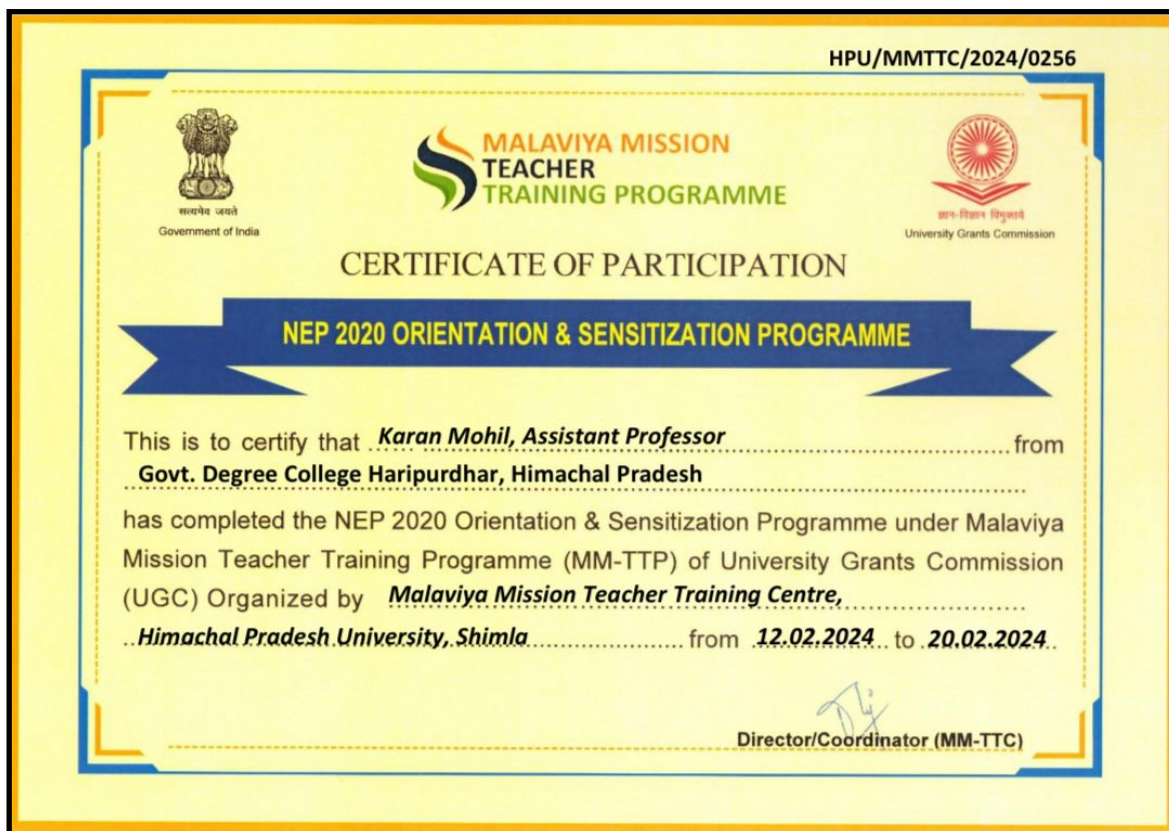 HPU/MMTTC/2024/0256
सत्यमेव जयते
Government of India
MALAVIYA MISSION
TEACHER
TRAINING PROGRAMME
ज्ञान-विज्ञान विमुक्तये
University Grants Commission
CERTIFICATE OF PARTICIPATION
NEP 2020 ORIENTATION & SENSITIZATION PROGRAMME
This is to certify that Karan Mohil, Assistant Professor from
Govt. Degree College Haripurdhar, Himachal Pradesh
has completed the NEP 2020 Orientation & Sensitization Programme under Malaviya
Mission Teacher Training Programme (MM-TTP) of University Grants Commission
(UGC) Organized by Malaviya Mission Teacher Training Centre,
Himachal Pradesh University, Shimla from 12.02.2024 to 20.02.2024
Director/Coordinator (MM-TTC)